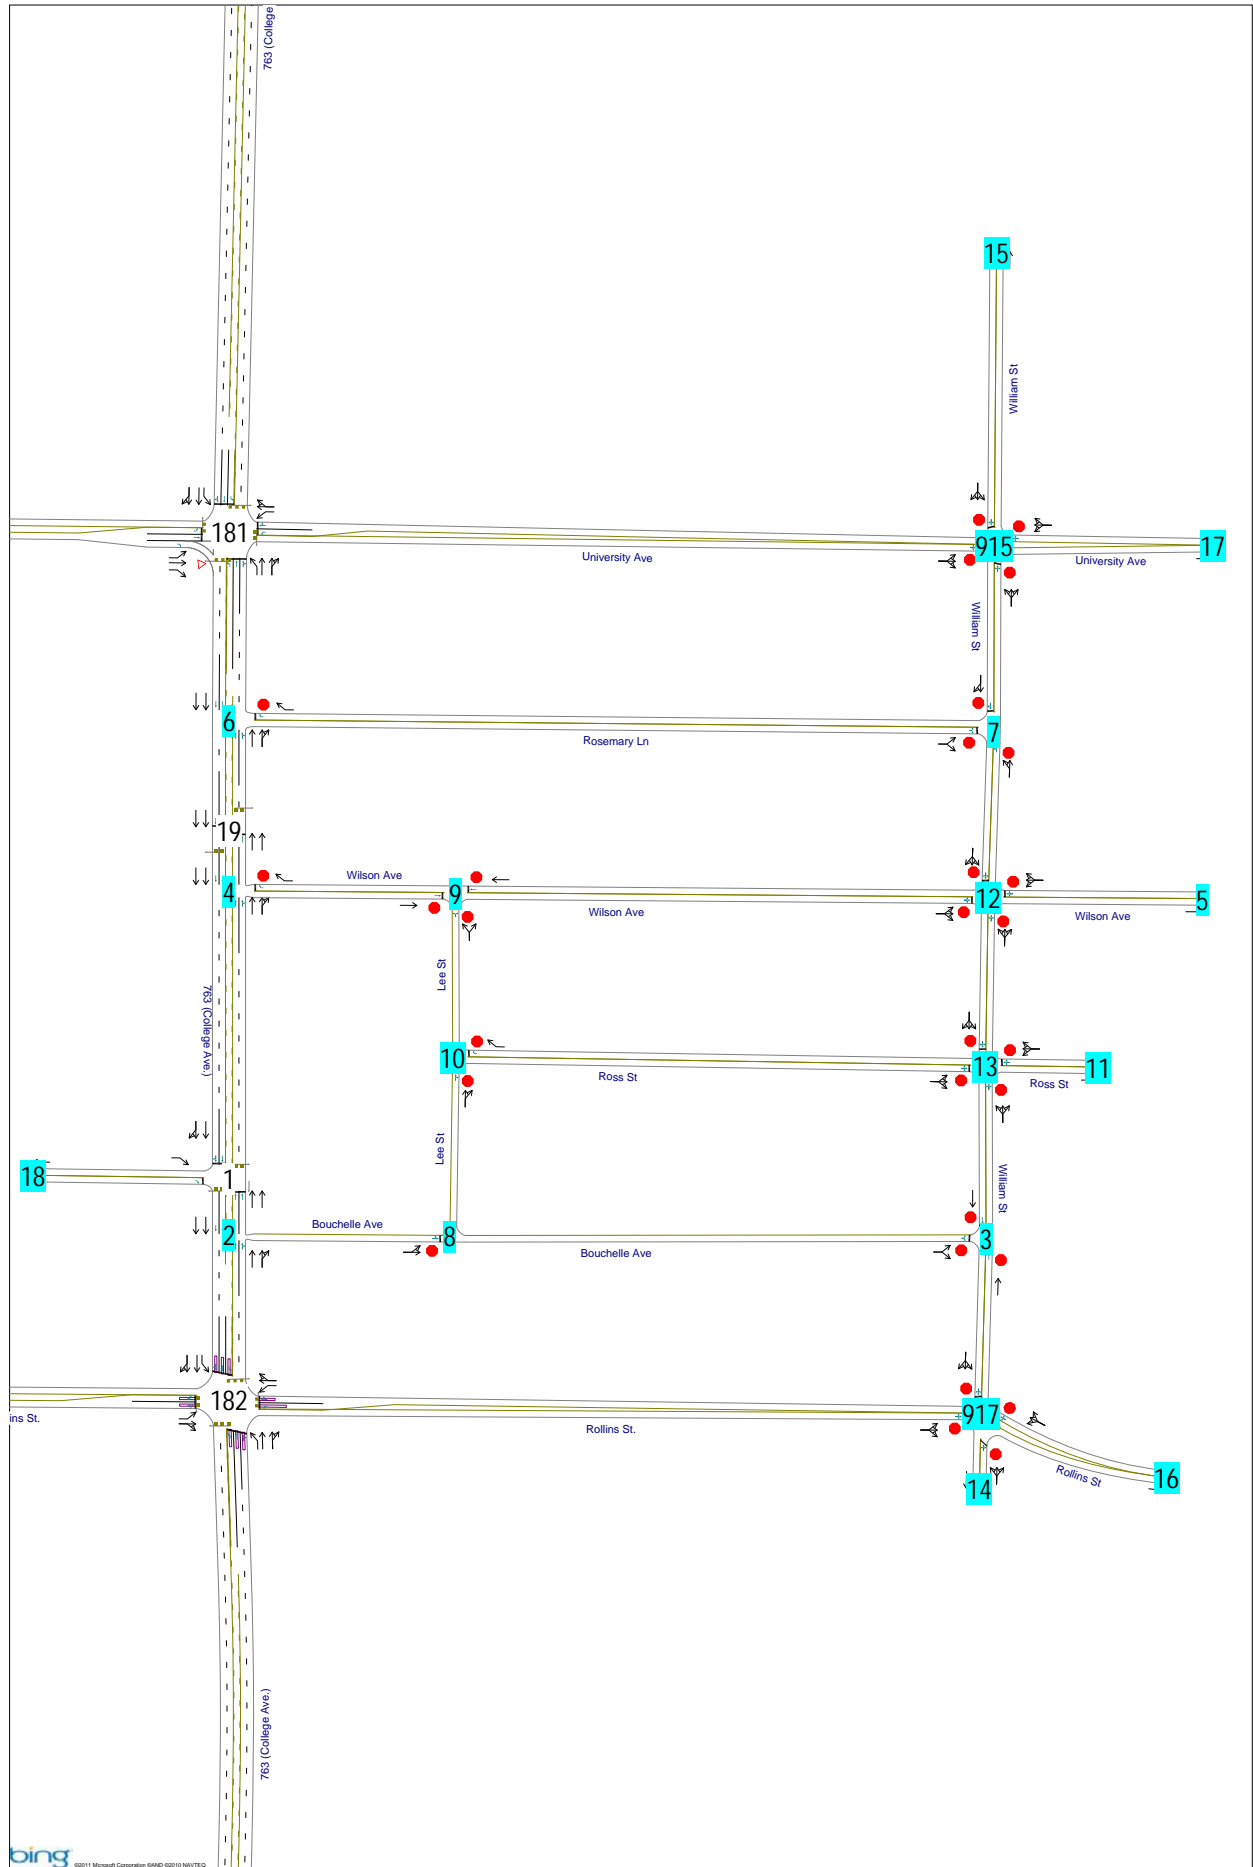 763 (College
15
William St
181
University Ave
915
University Ave
17
William St
6
Rosemary Ln
7
19
4
Wilson Ave
9
Wilson Ave
12
Wilson Ave
5
763 (College Ave.)
Lee St
10
Ross St
13
Ross St
11
Lee St
18
1
William St
2
Bouchelle Ave
8
Bouchelle Ave
3
182
ins St.
Rollins St.
917
Rollins St
14
16
763 (College Ave.)
bing
©2011 Microsoft Corporation ©AND ©2010 NAVTEQ